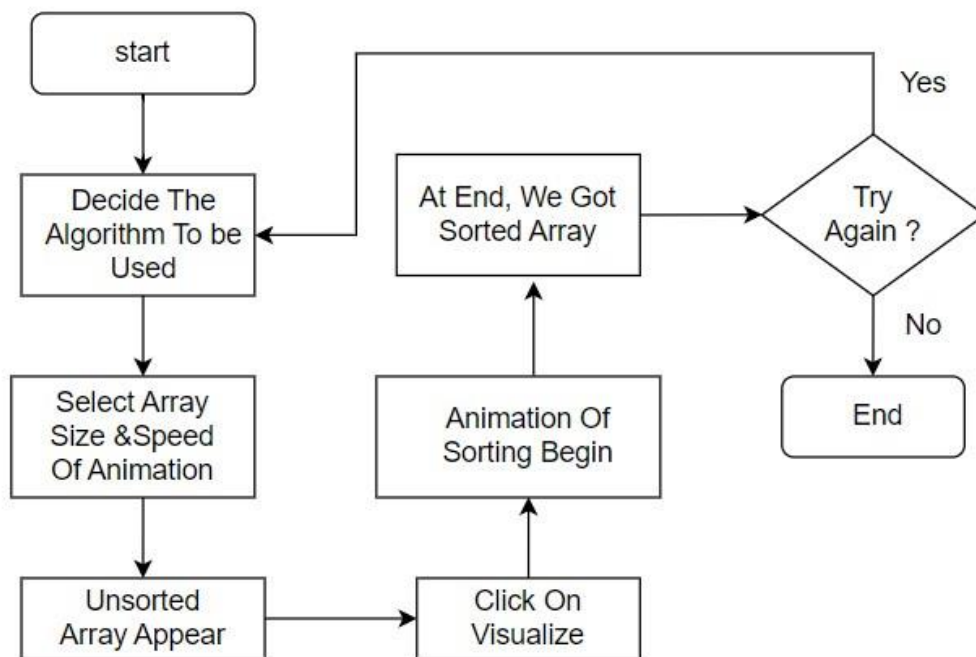 start
Decide The
Algorithm To be
Used
Select Array
Size &Speed
Of Animation
Unsorted
Array Appear
Click On
Visualize
Animation Of
Sorting Begin
At End, We Got
Sorted Array
Try
Again ?
Yes
No
End